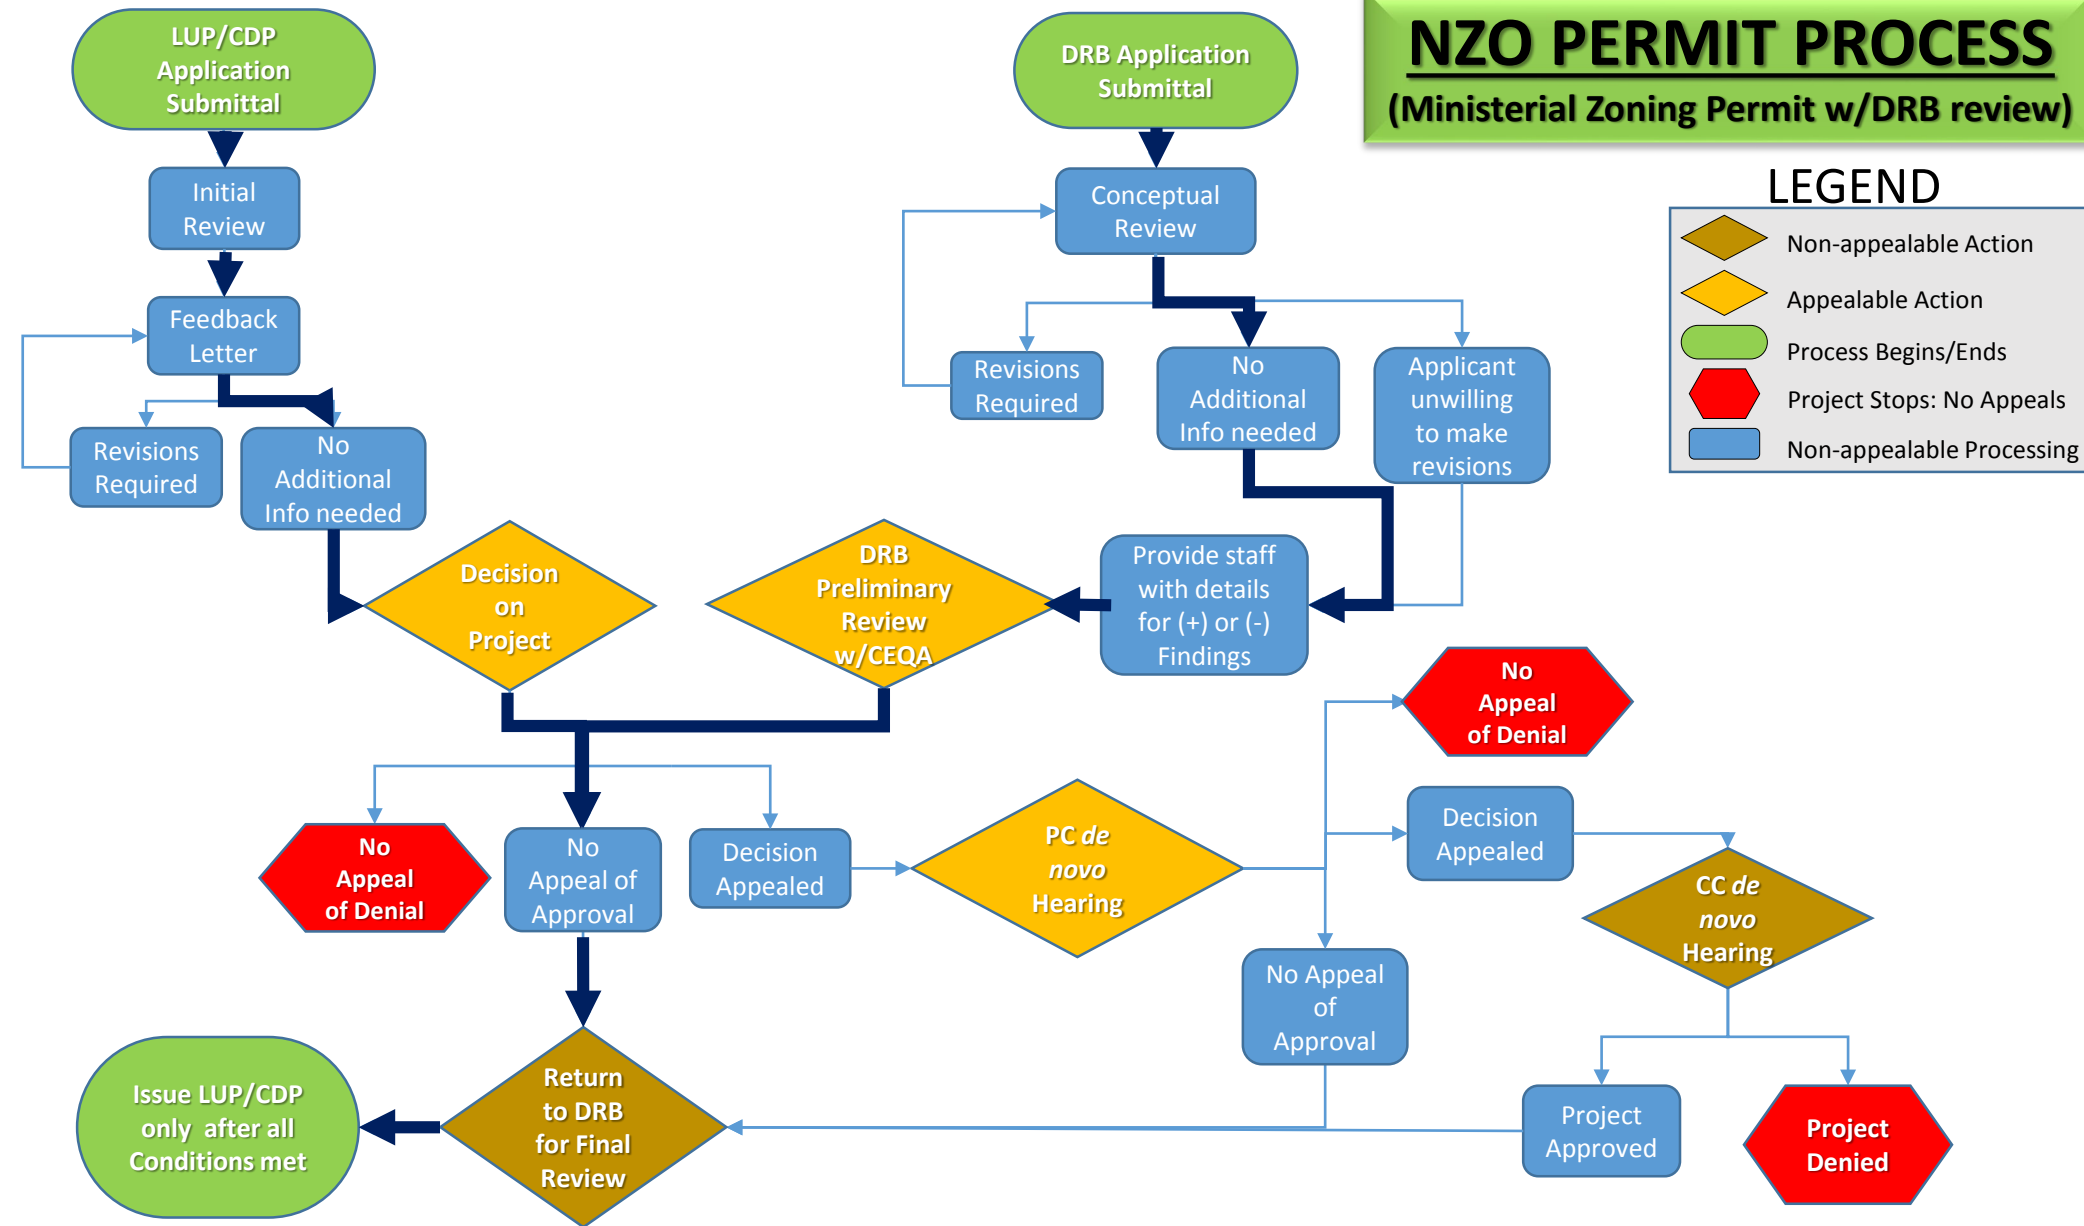 NZO PERMIT PROCESS
(Ministerial Zoning Permit w/DRB review)
LEGEND
Non-appealable Action
Appealable Action
Process Begins/Ends
Project Stops: No Appeals
Non-appealable Processing
LUP/CDP
Application
Submittal
Initial
Review
Feedback
Letter
Revisions
Required
No
Additional
Info needed
Decision
on
Project
DRB Application
Submittal
Conceptual
Review
Revisions
Required
No
Additional
Info needed
Applicant
unwilling
to make
revisions
Provide staff
with details
for (+) or (-)
Findings
DRB
Preliminary
Review
w/CEQA
No
Appeal
of Denial
No
Appeal of
Approval
Decision
Appealed
PC de
novo
Hearing
No
Appeal
of Denial
Decision
Appealed
CC de
novo
Hearing
No Appeal
of
Approval
Project
Approved
Project
Denied
Return
to DRB
for Final
Review
Issue LUP/CDP
only after all
Conditions met